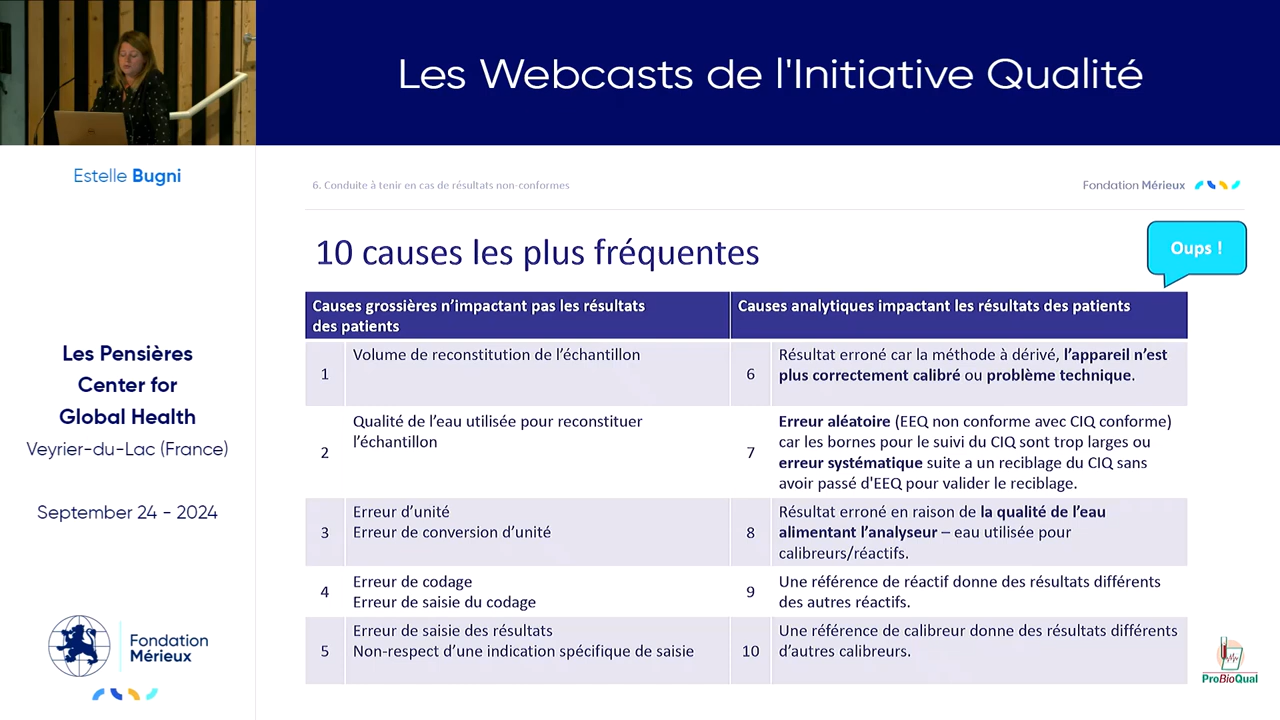 Les Webcasts de l'Initiative Qualité
Estelle Bugni
Les Pensières
Center for
Global Health
Veyrier-du-Lac (France)
September 24 - 2024
Fondation
Mérieux
6. Conduite à tenir en cas de résultats non-conformes
Fondation Mérieux
10 causes les plus fréquentes
Oups !
Causes grossières n’impactant pas les résultats
des patients
Causes analytiques impactant les résultats des patients
1
Volume de reconstitution de l’échantillon
6
Résultat erroné car la méthode à dérivé, l’appareil n’est
plus correctement calibré ou problème technique.
2
Qualité de l’eau utilisée pour reconstituer
l’échantillon
7
Erreur aléatoire (EEQ non conforme avec CIQ conforme)
car les bornes pour le suivi du CIQ sont trop larges ou
erreur systématique suite a un reciblage du CIQ sans
avoir passé d'EEQ pour valider le reciblage.
3
Erreur d’unité
Erreur de conversion d’unité
8
Résultat erroné en raison de la qualité de l’eau
alimentant l’analyseur – eau utilisée pour
calibreurs/réactifs.
4
Erreur de codage
Erreur de saisie du codage
9
Une référence de réactif donne des résultats différents
des autres réactifs.
5
Erreur de saisie des résultats
Non-respect d’une indication spécifique de saisie
10
Une référence de calibreur donne des résultats différents
d’autres calibreurs.
ProBioQual